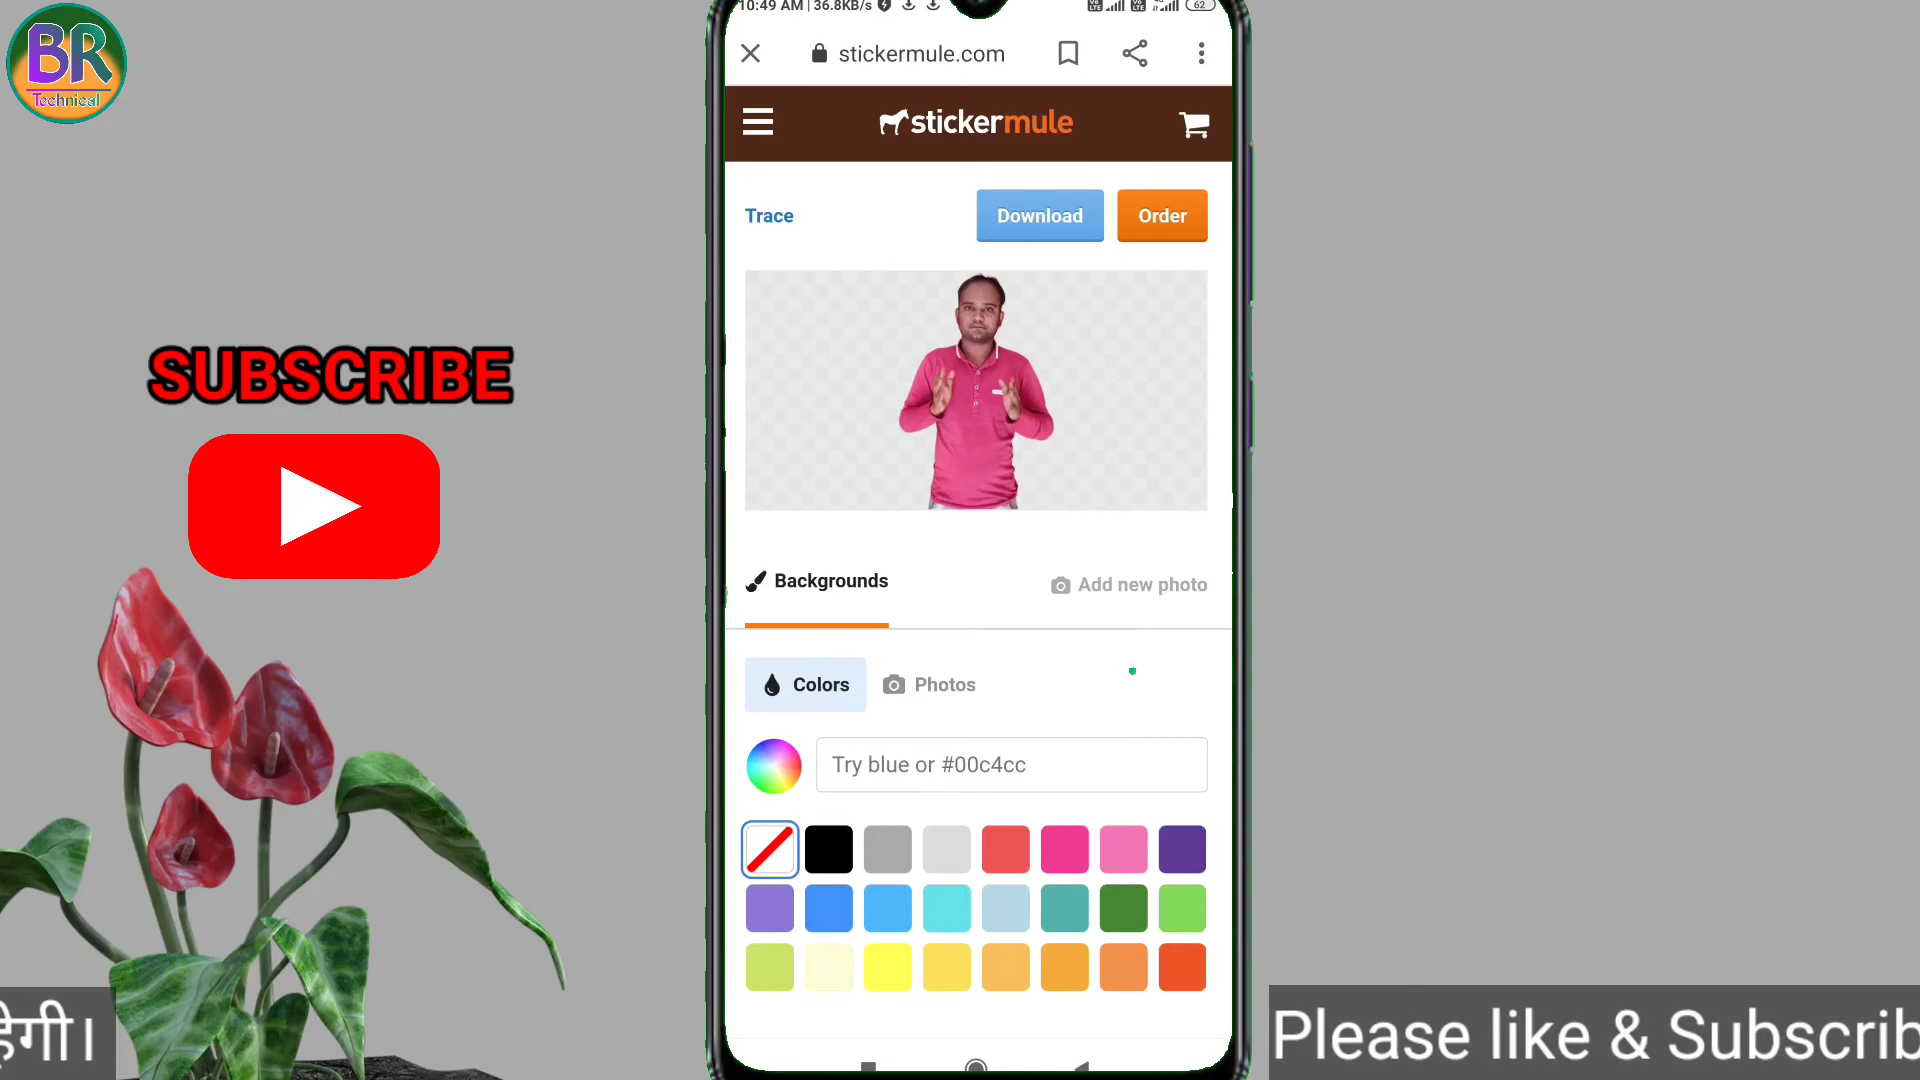 BR
Technical
SUBSCRIBE
10:49 AM | 36.8KB/s
62
stickermule.com
stickermule
Trace
Download
Order
Backgrounds
Add new photo
Colors
Photos
Try blue or #00c4cc
Please like & Subscrib